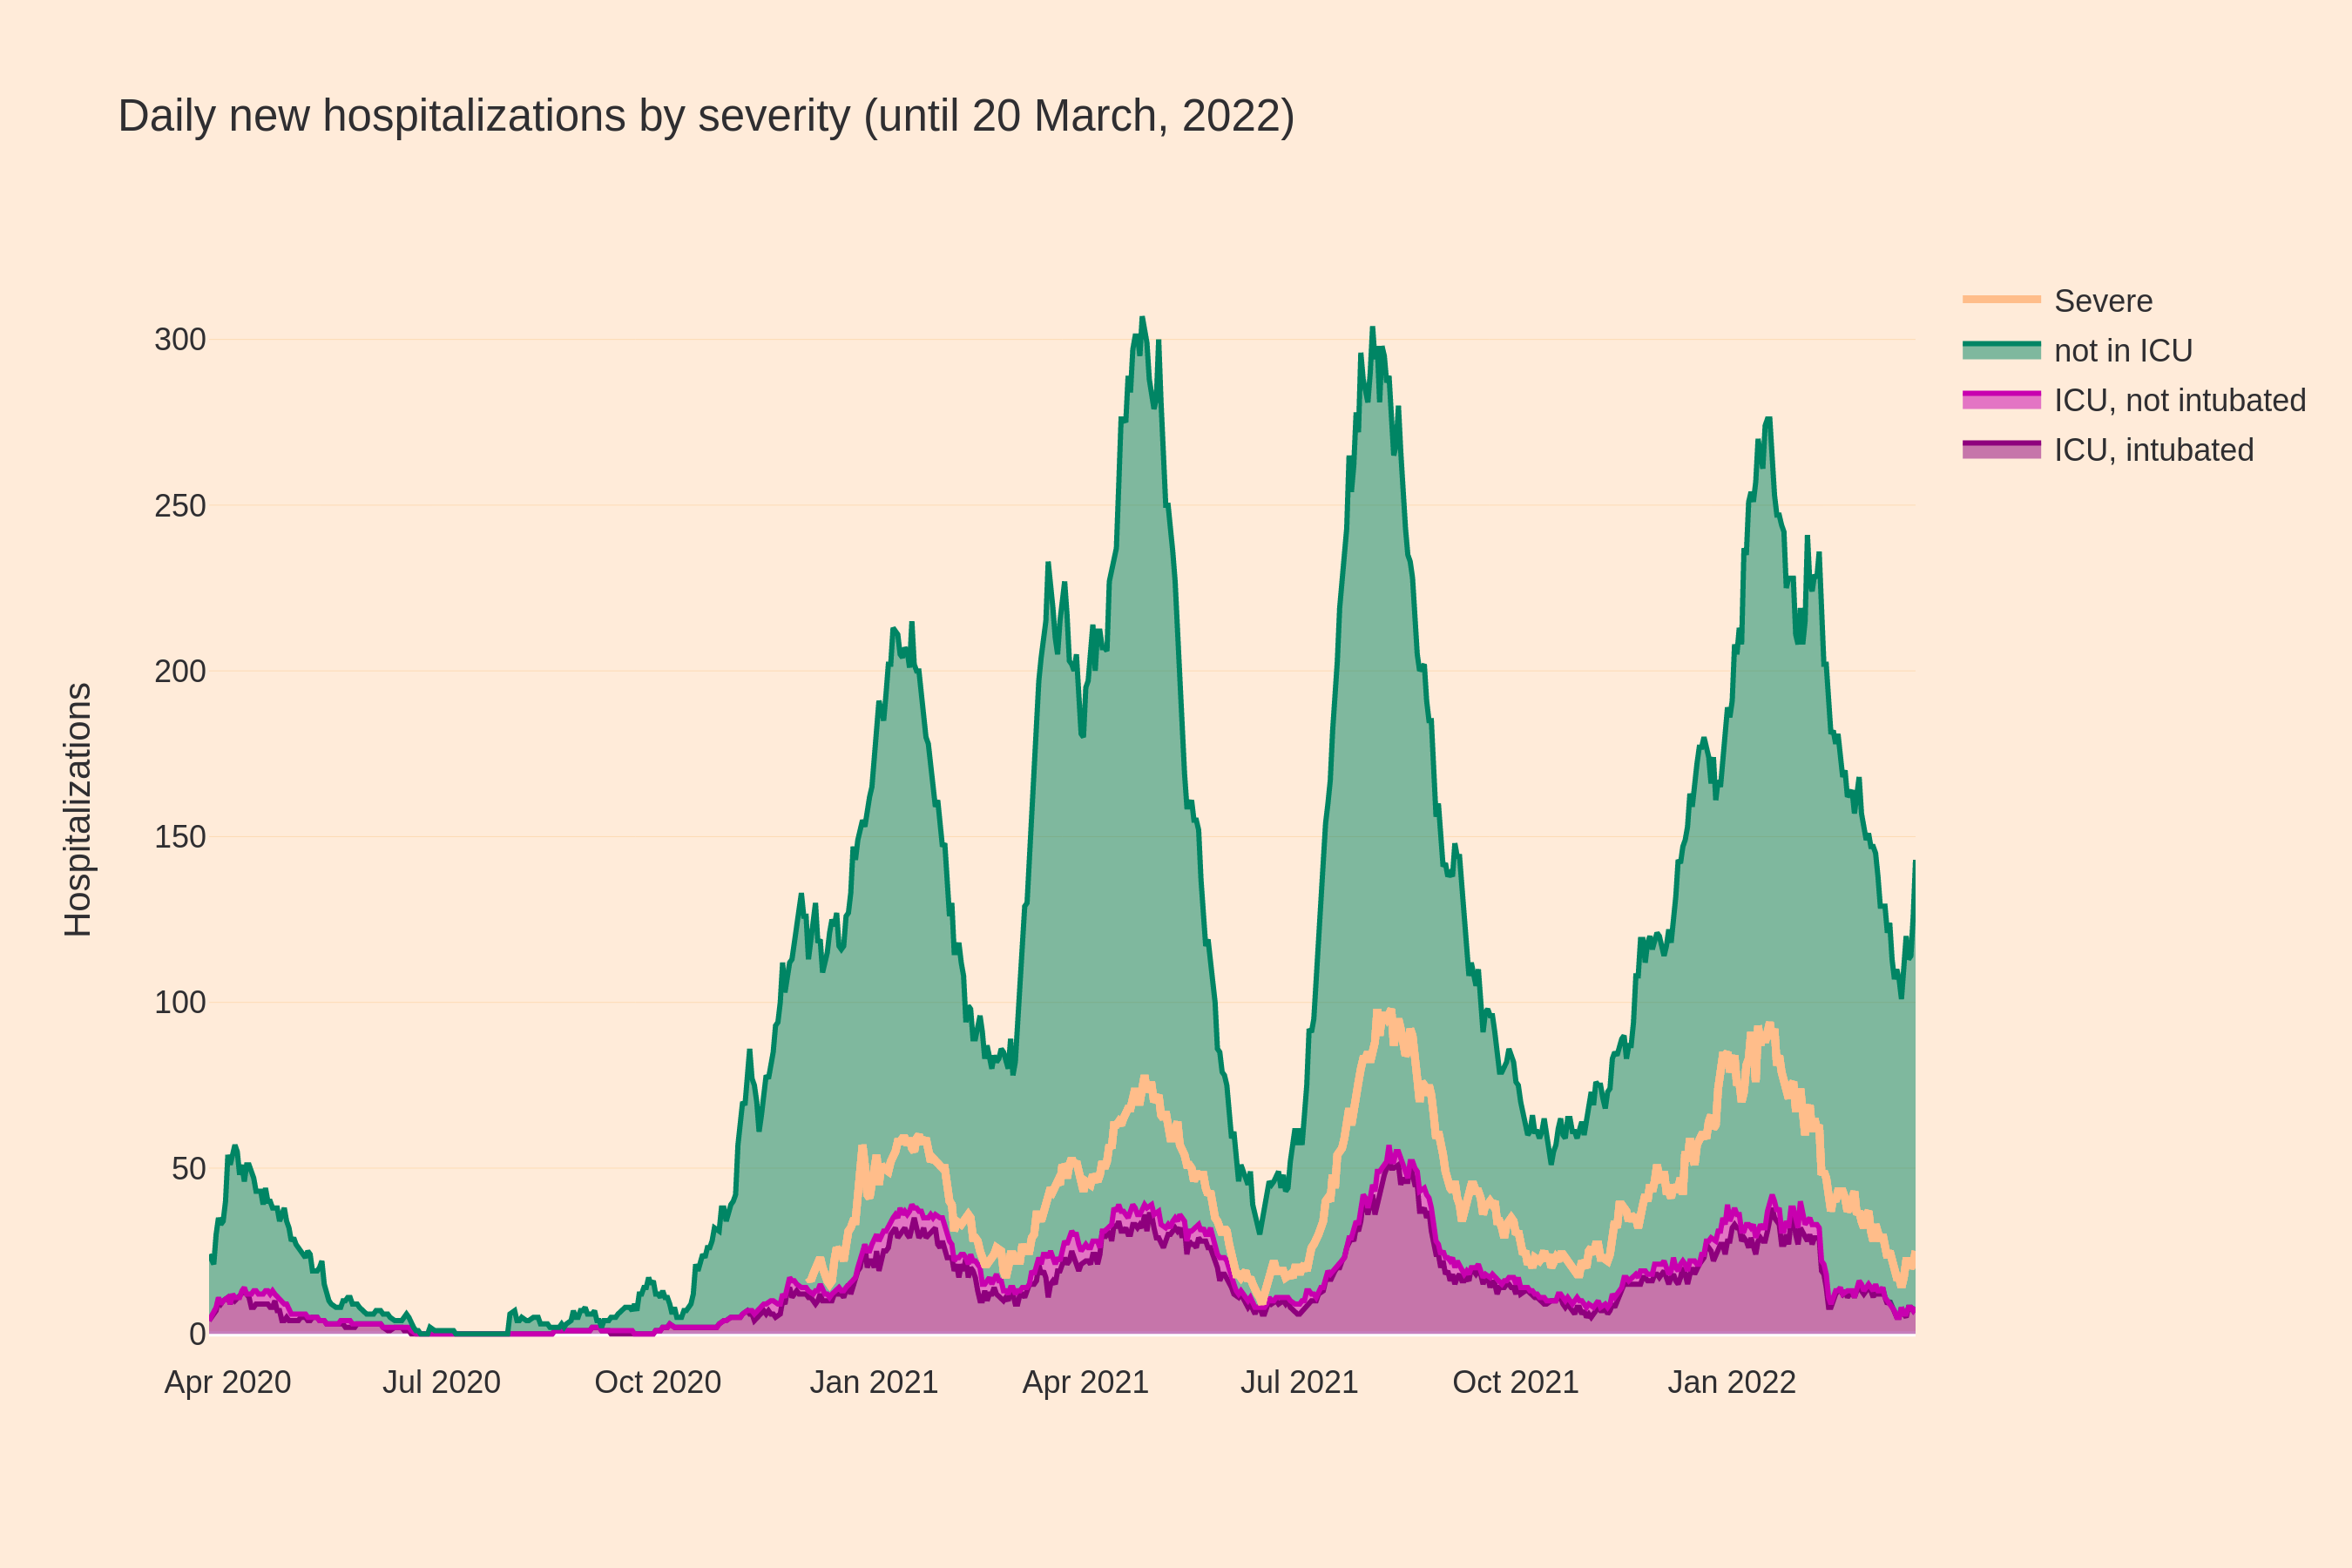 Daily new hospitalizations by severity (until 20 March, 2022)
Severe
not in ICU
ICU, not intubated
ICU, intubated
Hospitalizations
300
250
200
150
100
50
0
Apr 2020
Jul 2020
Oct 2020
Jan 2021
Apr 2021
Jul 2021
Oct 2021
Jan 2022